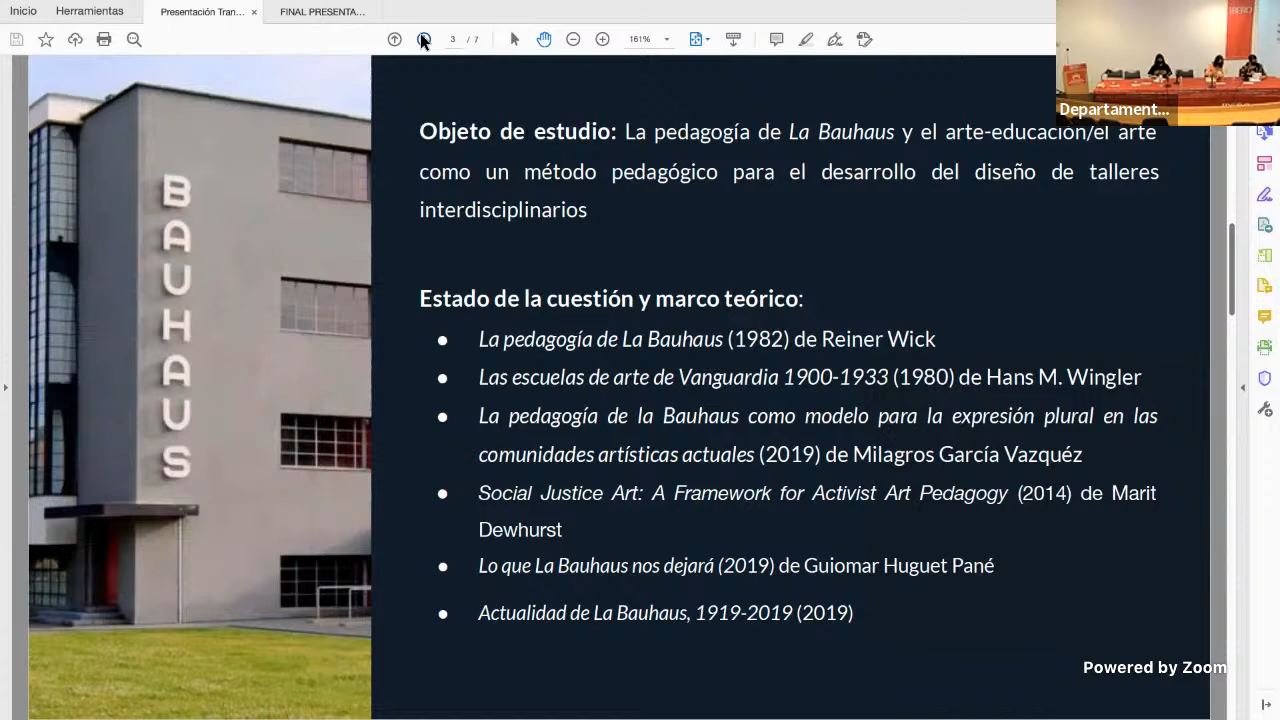 Inicio
Herramientas
Presentación Tran...
×
FINAL PRESENTA...
3 / 7
161%
IBERO
Departament...
BAUHAUS
Objeto de estudio: La pedagogía de La Bauhaus y el arte-educación/el arte
como un método pedagógico para el desarrollo del diseño de talleres
interdisciplinarios
Estado de la cuestión y marco teórico:
● La pedagogía de La Bauhaus (1982) de Reiner Wick
● Las escuelas de arte de Vanguardia 1900-1933 (1980) de Hans M. Wingler
● La pedagogía de la Bauhaus como modelo para la expresión plural en las
comunidades artísticas actuales (2019) de Milagros García Vazquéz
● Social Justice Art: A Framework for Activist Art Pedagogy (2014) de Marit
Dewhurst
● Lo que La Bauhaus nos dejará (2019) de Guiomar Huguet Pané
● Actualidad de La Bauhaus, 1919-2019 (2019)
Powered by Zoom